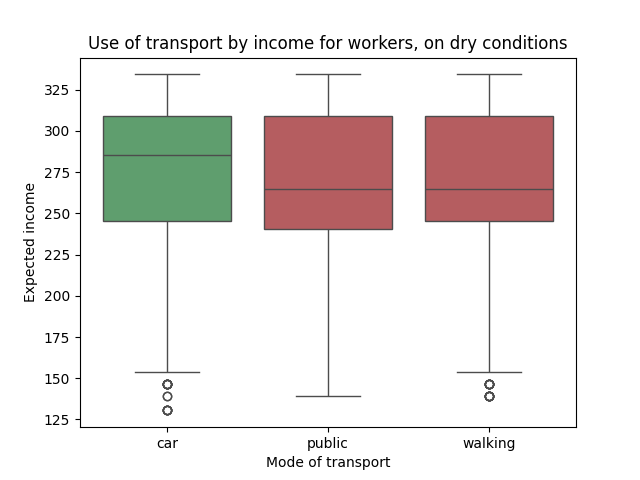 Use of transport by income for workers, on dry conditions
Expected income
325
300
275
250
225
200
175
150
125
car public walking
Mode of transport